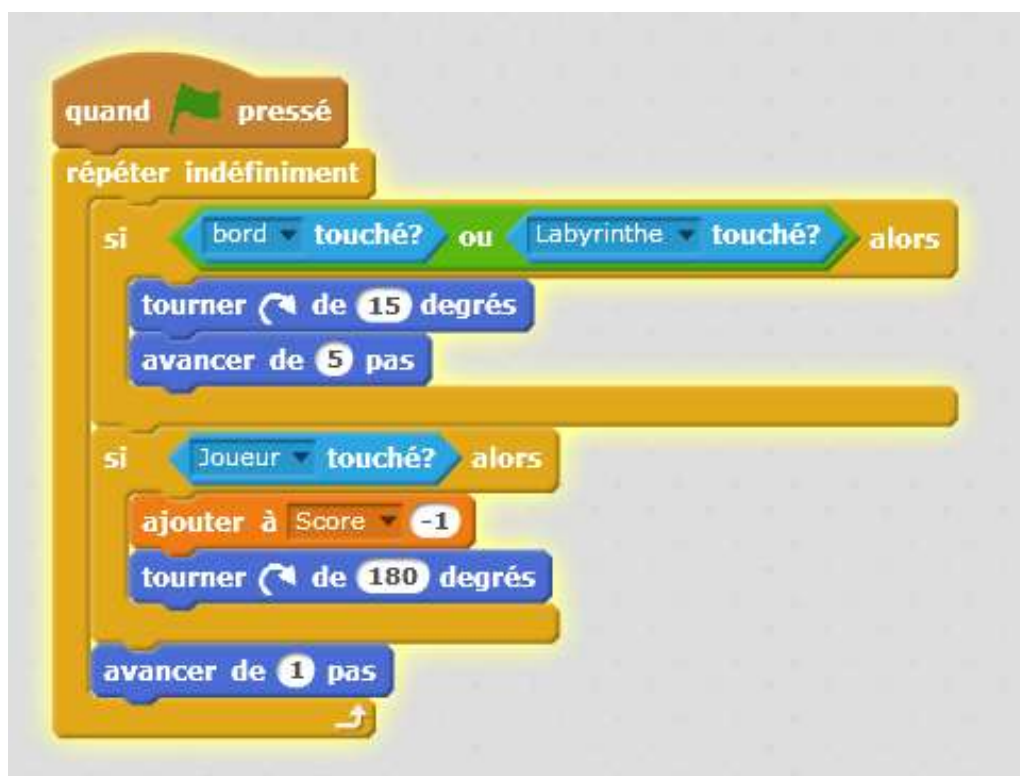 quand pressé
répéter indéfiniment
si bord touché? ou Labyrinthe touché? alors
tourner de 15 degrés
avancer de 5 pas
si Joueur touché? alors
ajouter à Score -1
tourner de 180 degrés
avancer de 1 pas